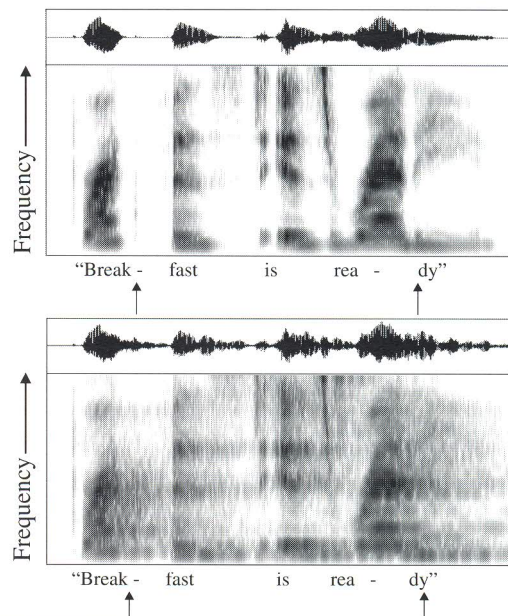 Frequency
“Break - fast is rea - dy”
Frequency
“Break - fast is rea - dy”